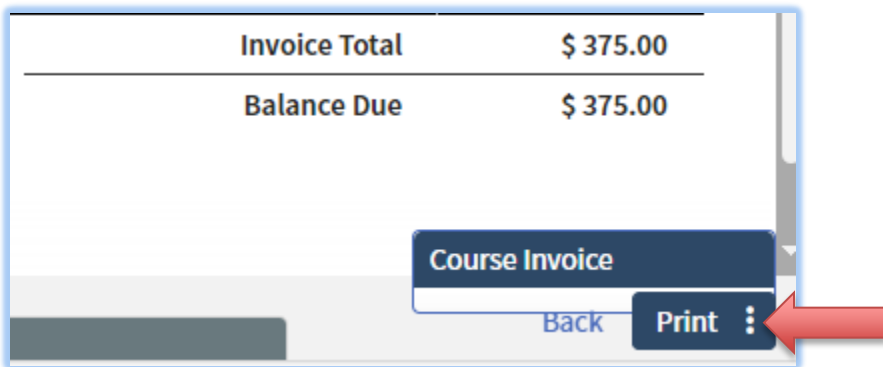 Invoice Total $ 375.00
Balance Due $ 375.00
Course Invoice
Back Print